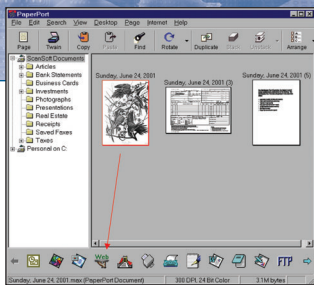 PaperPort
File Edit Search View Desktop Page Internet Help
Page Twain Copy Paste Find Rotate Duplicate Stack Unstack Arrange
ScanSoft Documents
Articles
Bank Statements
Business Cards
Investments
Photographs
Presentations
Real Estate
Receipts
Saved Faxes
Taxes
Personal on C:
Sunday, June 24, 2001
Sunday, June 24, 2001 (3)
Sunday, June 24, 2001 (5)
Web
FTP
Sunday, June 24, 2001.max (PaperPort Document) 300 DPI, 24 Bit Color 3.1M bytes